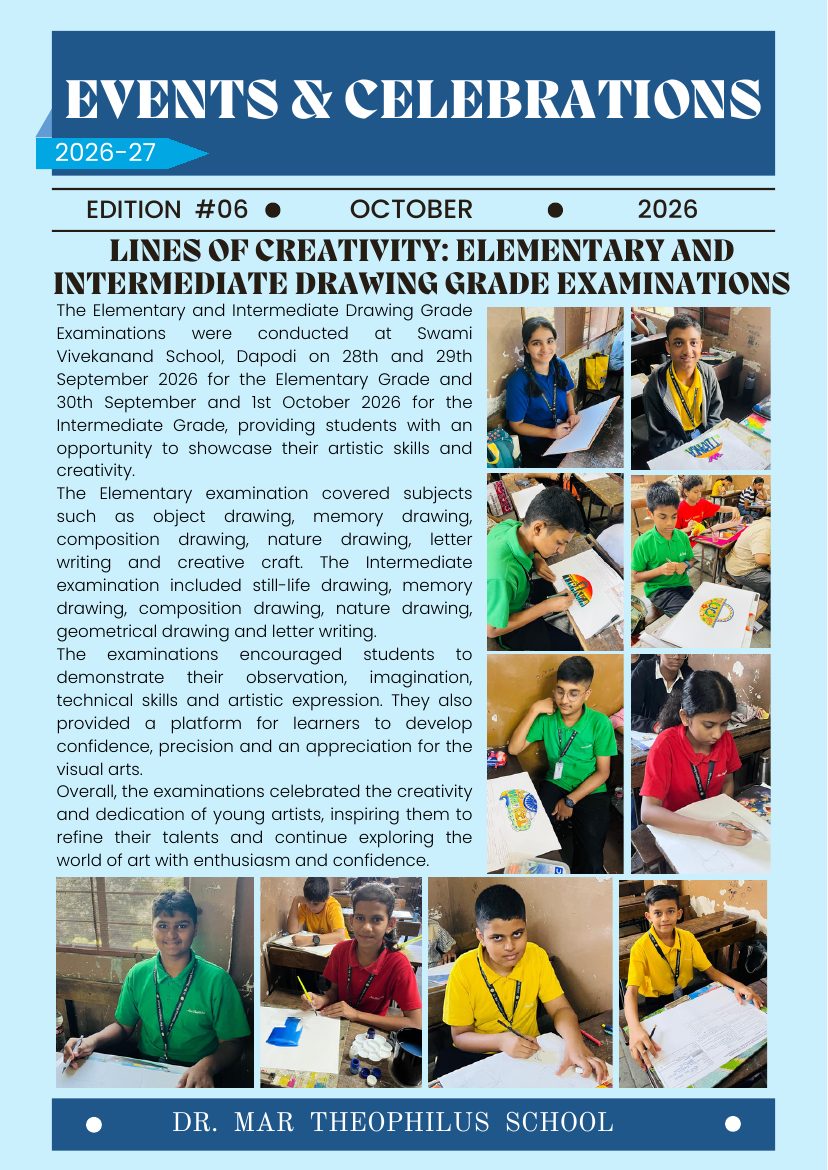 EVENTS & CELEBRATIONS
2026-27
EDITION #06 ● OCTOBER ● 2026
LINES OF CREATIVITY: ELEMENTARY AND
INTERMEDIATE DRAWING GRADE EXAMINATIONS
The Elementary and Intermediate Drawing Grade
Examinations were conducted at Swami
Vivekanand School, Dapodi on 28th and 29th
September 2026 for the Elementary Grade and
30th September and 1st October 2026 for the
Intermediate Grade, providing students with an
opportunity to showcase their artistic skills and
creativity.
The Elementary examination covered subjects
such as object drawing, memory drawing,
composition drawing, nature drawing, letter
writing and creative craft. The Intermediate
examination included still-life drawing, memory
drawing, composition drawing, nature drawing,
geometrical drawing and letter writing.
The examinations encouraged students to
demonstrate their observation, imagination,
technical skills and artistic expression. They also
provided a platform for learners to develop
confidence, precision and an appreciation for the
visual arts.
Overall, the examinations celebrated the creativity
and dedication of young artists, inspiring them to
refine their talents and continue exploring the
world of art with enthusiasm and confidence.
DR. MAR THEOPHILUS SCHOOL